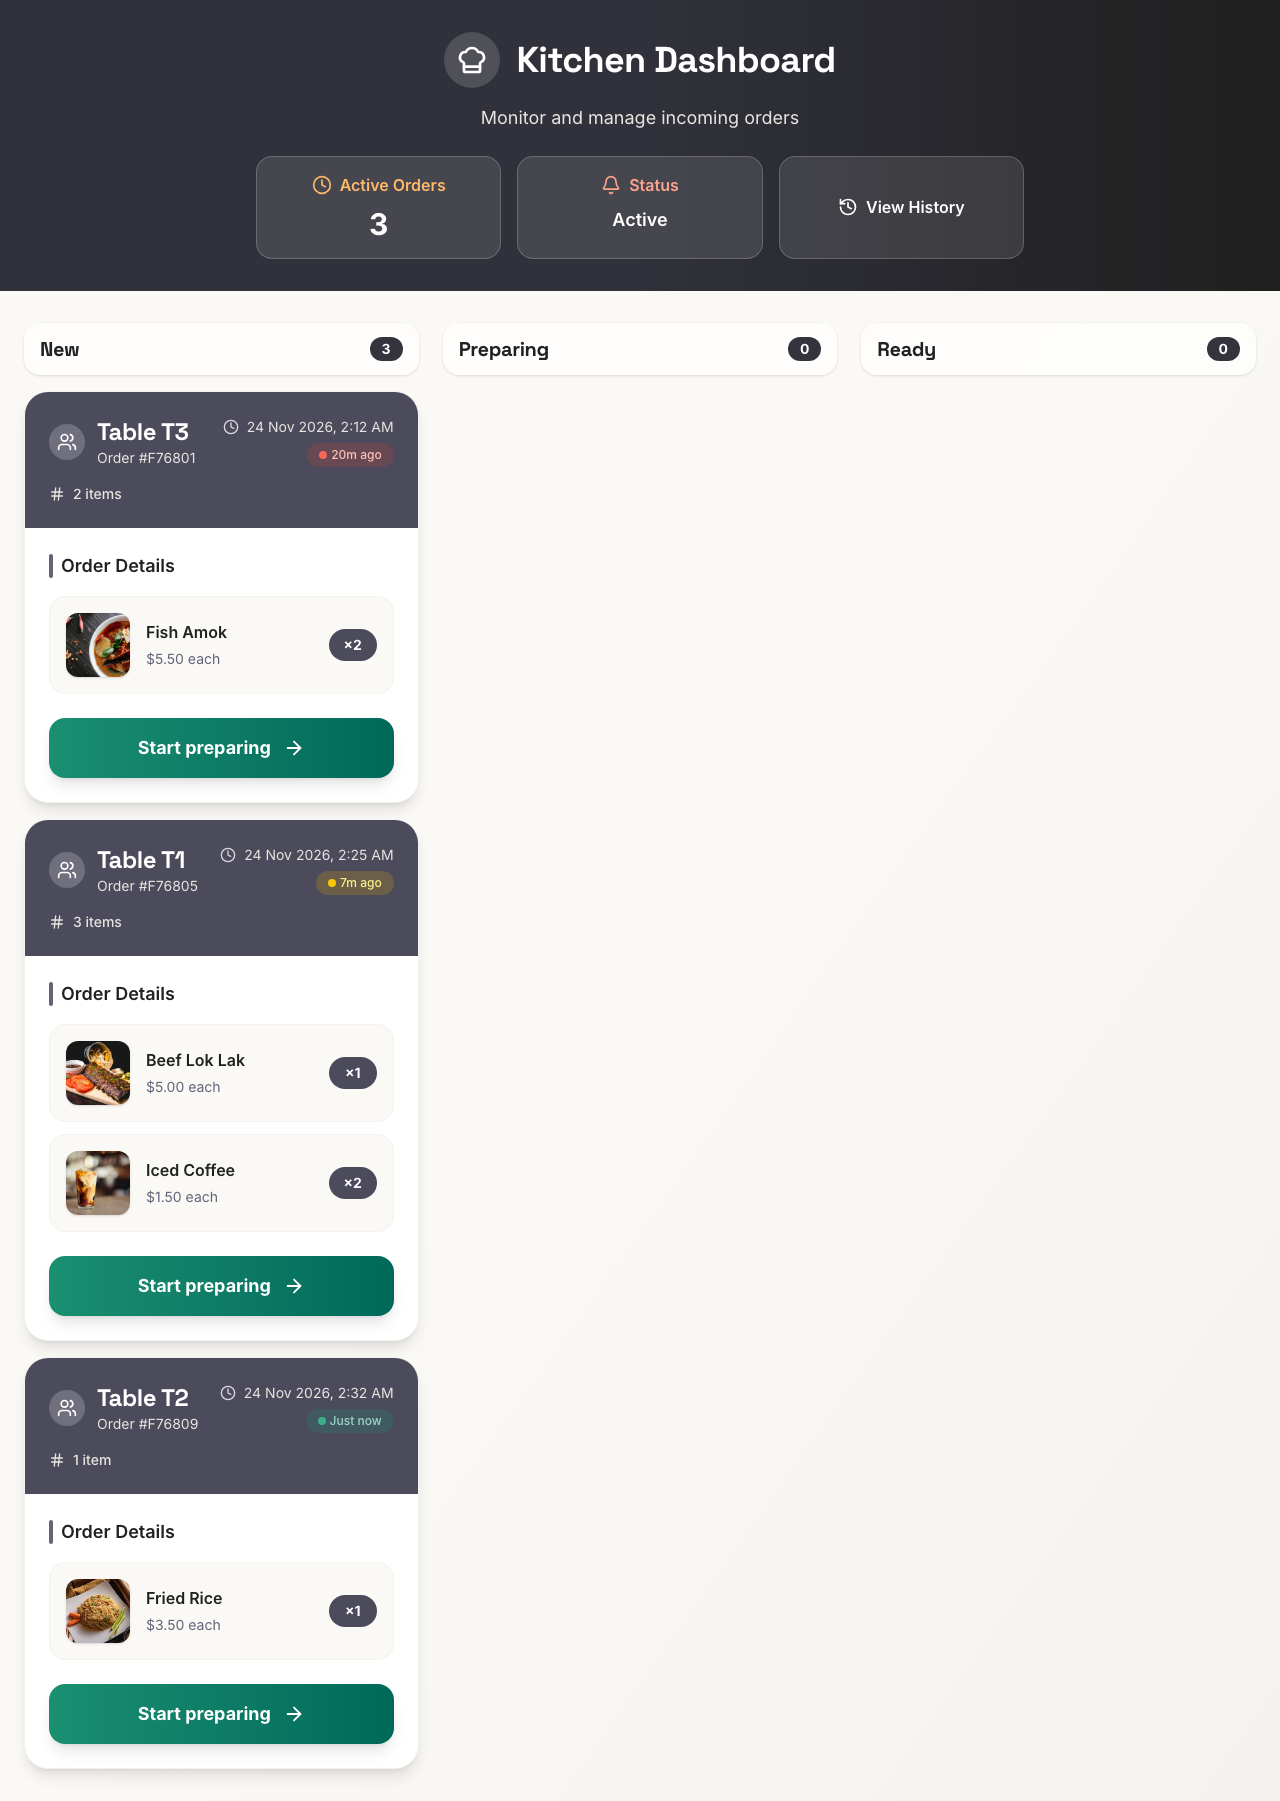 Kitchen Dashboard
Monitor and manage incoming orders
Active Orders
3
Status
Active
View History
New
3
Preparing
0
Ready
0
Table T3
Order #F76801
24 Nov 2026, 2:12 AM
20m ago
2 items
Order Details
Fish Amok
$5.50 each
×2
Start preparing
Table T1
Order #F76805
24 Nov 2026, 2:25 AM
7m ago
3 items
Order Details
Beef Lok Lak
$5.00 each
×1
Iced Coffee
$1.50 each
×2
Start preparing
Table T2
Order #F76809
24 Nov 2026, 2:32 AM
Just now
1 item
Order Details
Fried Rice
$3.50 each
×1
Start preparing